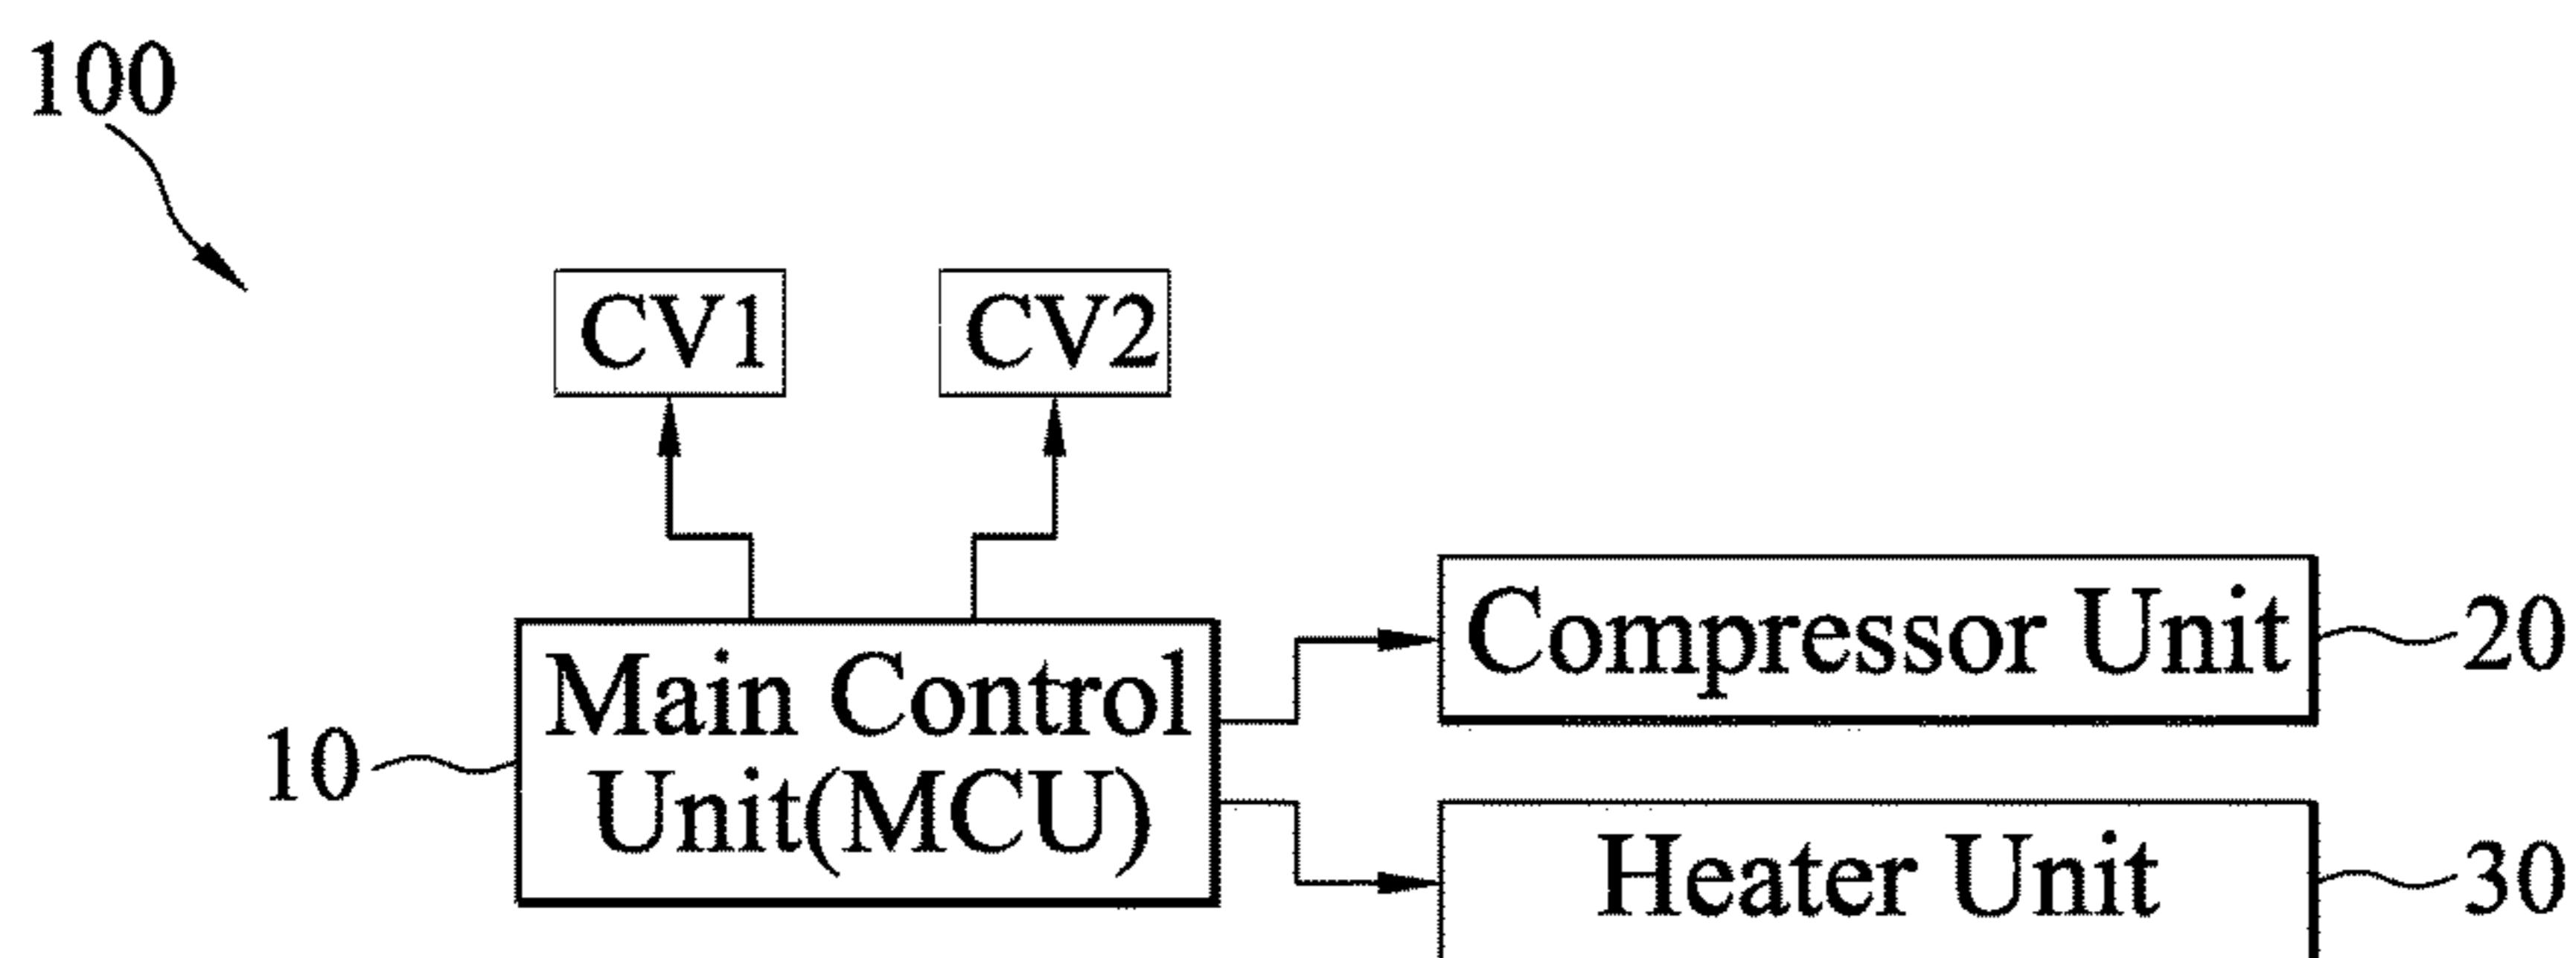 100
CV1
CV2
Main Control
Unit(MCU)
10
Compressor Unit
20
Heater Unit
30